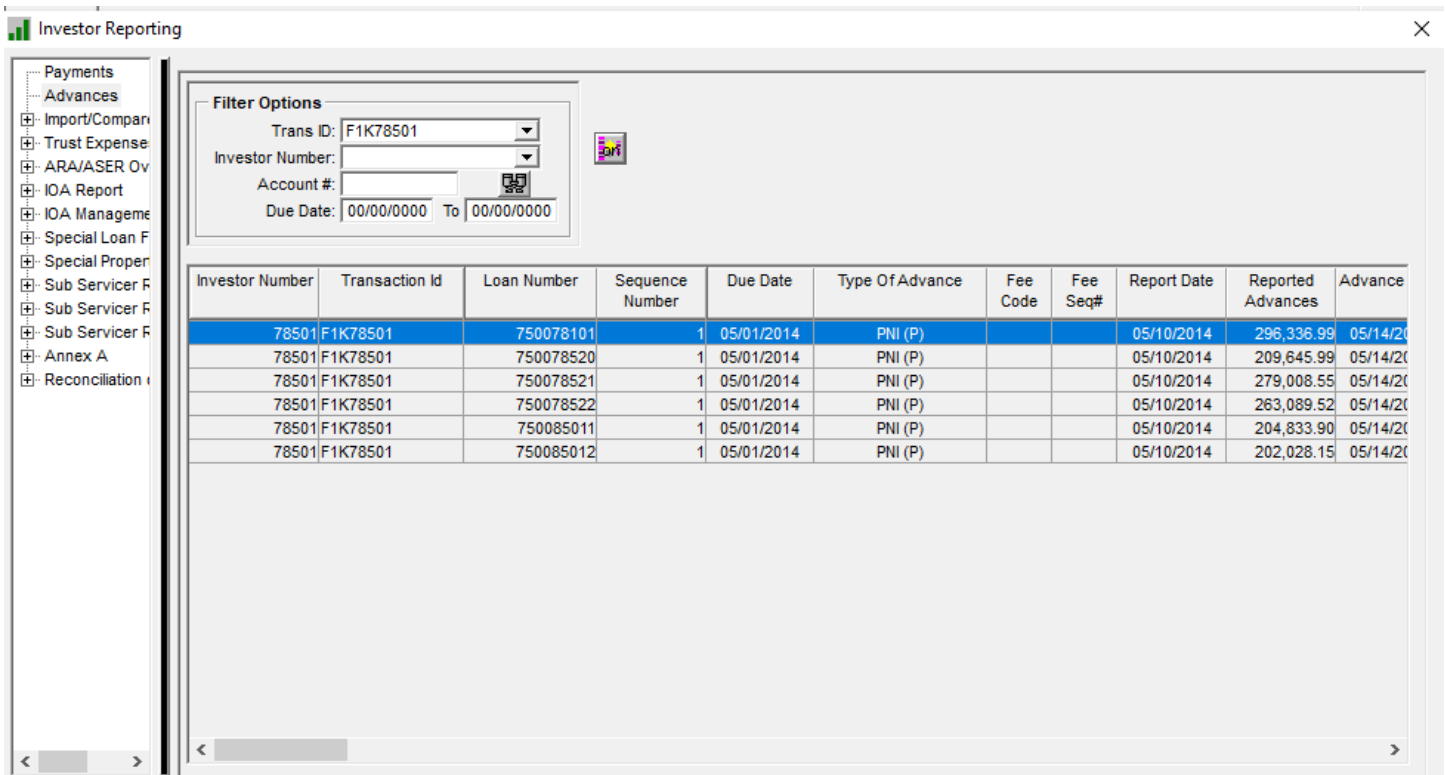 Investor Reporting
Payments
Advances
Import/Compar
Trust Expense
ARA/ASER Ov
IOA Report
IOA Manageme
Special Loan F
Special Proper
Sub Servicer R
Sub Servicer R
Sub Servicer R
Annex A
Reconciliation
Filter Options
Trans ID: F1K78501
Investor Number:
Account #:
Due Date: 00/00/0000 To 00/00/0000
Investor Number Transaction Id Loan Number Sequence Number Due Date Type Of Advance Fee Code Fee Seq# Report Date Reported Advances Advance
78501 F1K78501 750078101 1 05/01/2014 PNI (P) 05/10/2014 296,336.99 05/14/20
78501 F1K78501 750078520 1 05/01/2014 PNI (P) 05/10/2014 209,645.99 05/14/20
78501 F1K78501 750078521 1 05/01/2014 PNI (P) 05/10/2014 279,008.55 05/14/20
78501 F1K78501 750078522 1 05/01/2014 PNI (P) 05/10/2014 263,089.52 05/14/20
78501 F1K78501 750085011 1 05/01/2014 PNI (P) 05/10/2014 204,833.90 05/14/20
78501 F1K78501 750085012 1 05/01/2014 PNI (P) 05/10/2014 202,028.15 05/14/20